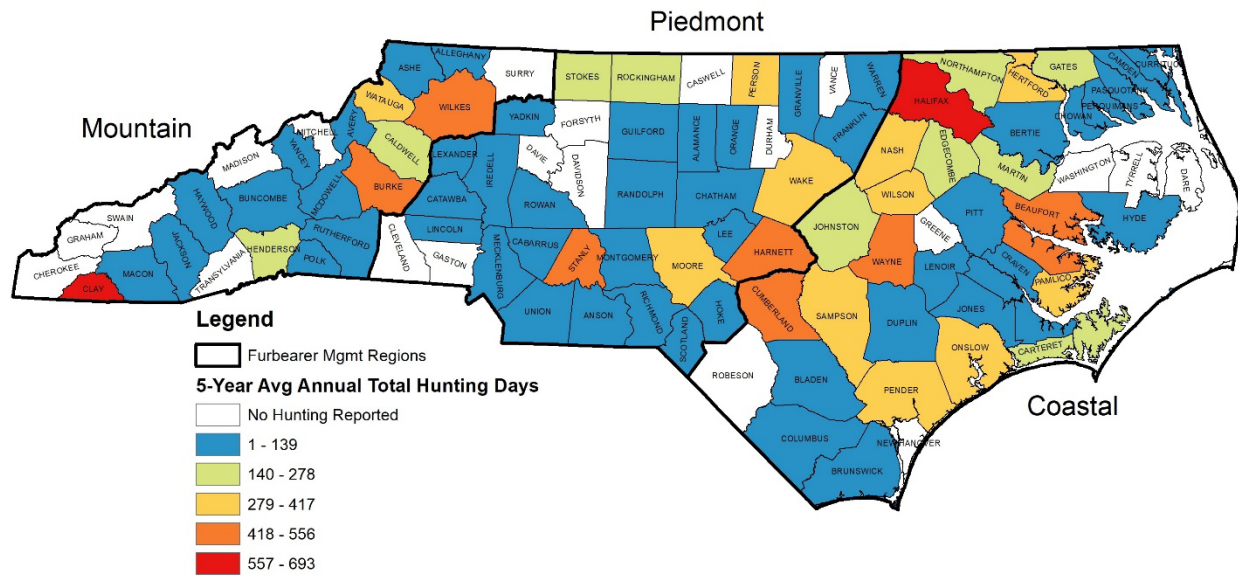 Piedmont
Mountain
Coastal
ALLEGHANY
ASHE
SURRY
STOKES
ROCKINGHAM
CASWELL
PERSON
GRANVILLE
VANCE
WARREN
NORTHAMPTON
HERTFORD
GATES
CAMDEN
CURRITUCK
PASQUOTANK
PERQUIMANS
CHOWAN
WATAUGA
WILKES
YADKIN
FORSYTH
GUILFORD
ALAMANCE
ORANGE
DURHAM
FRANKLIN
HALIFAX
BERTIE
MITCHELL
AVERY
CALDWELL
LEXANDER
IREDELL
DAVIE
DAVIDSON
NASH
EDGECOMBE
MARTIN
WASHINGTON
TYRRELL
DARE
MADISON
YANCEY
BURKE
CATAWBA
ROWAN
RANDOLPH
CHATHAM
WAKE
WILSON
PITT
BEAUFORT
HYDE
SWAIN
HAYWOOD
BUNCOMBE
MCDOWELL
RUTHERFORD
CLEVELAND
LINCOLN
GASTON
MECKLENBURG
CABARRUS
STANLY
MONTGOMERY
MOORE
LEE
HARNETT
JOHNSTON
GREENE
WAYNE
LENOIR
CRAVEN
PAMLICO
GRAHAM
CHEROKEE
CLAY
MACON
JACKSON
TRANSYLVANIA
HENDERSON
POLK
UNION
ANSON
RICHMOND
SCOTLAND
HOKE
CUMBERLAND
SAMPSON
DUPLIN
JONES
CARTERET
ONSLOW
ROBESON
BLADEN
PENDER
COLUMBUS
NEW HANOVER
BRUNSWICK
Legend
Furbearer Mgmt Regions
5-Year Avg Annual Total Hunting Days
No Hunting Reported
1 - 139
140 - 278
279 - 417
418 - 556
557 - 693